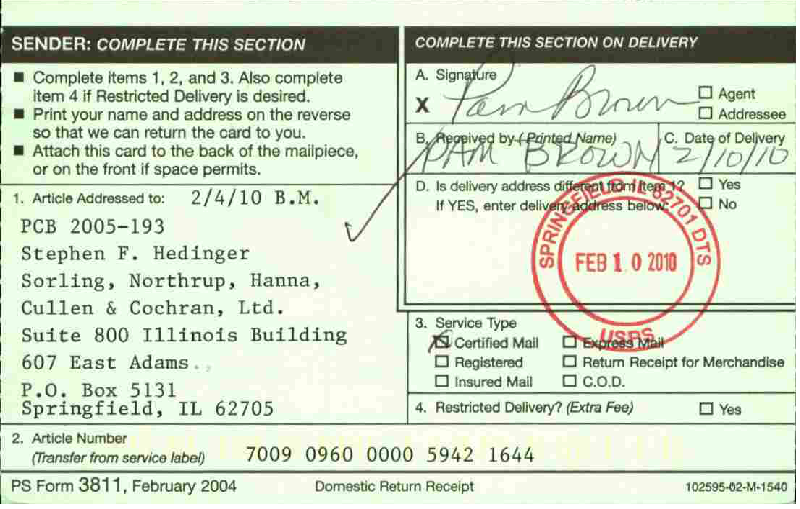 SENDER: COMPLETE THIS SECTION
■ Complete items 1, 2, and 3. Also complete
item 4 if Restricted Delivery is desired.
■ Print your name and address on the reverse
so that we can return the card to you.
■ Attach this card to the back of the mailpiece,
or on the front if space permits.
1. Article Addressed to: 2/4/10 B.M.
PCB 2005-193
Stephen F. Hedinger
Sorling, Northrup, Hanna,
Cullen & Cochran, Ltd.
Suite 800 Illinois Building
607 East Adams
P.O. Box 5131
Springfield, IL 62705
2. Article Number
(Transfer from service label) 7009 0960 0000 5942 1644
COMPLETE THIS SECTION ON DELIVERY
A. Signature
X Pam Brown
☐ Agent
☐ Addressee
B. Received by (Printed Name) C. Date of Delivery
PAM BROWN 2/10/10
D. Is delivery address different from item 1? ☐ Yes
If YES, enter delivery address below: ☐ No
SPRINGFIELD IL 62701 DTS
FEB 10 2010
USPS
3. Service Type
☒ Certified Mail ☐ Express Mail
☐ Registered ☐ Return Receipt for Merchandise
☐ Insured Mail ☐ C.O.D.
4. Restricted Delivery? (Extra Fee) ☐ Yes
PS Form 3811, February 2004 Domestic Return Receipt 102595-02-M-1540